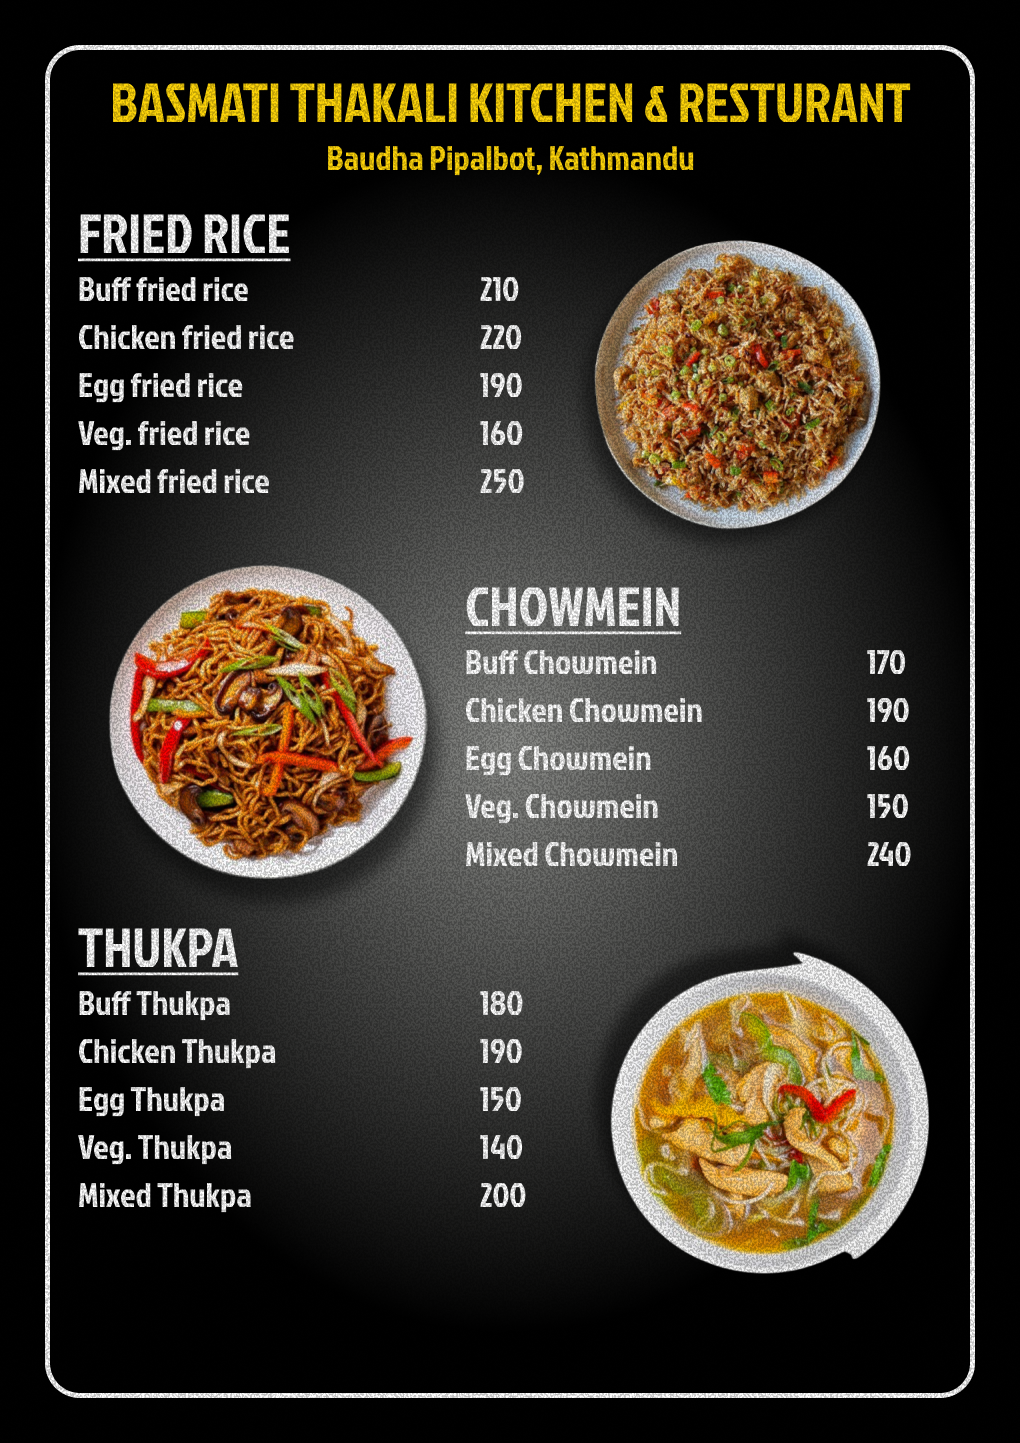 BASMATI THAKALI KITCHEN & RESTURANT
Baudha Pipalbot, Kathmandu
FRIED RICE
Buff fried rice 210
Chicken fried rice 220
Egg fried rice 190
Veg. fried rice 160
Mixed fried rice 250
CHOWMEIN
Buff Chowmein 170
Chicken Chowmein 190
Egg Chowmein 160
Veg. Chowmein 150
Mixed Chowmein 240
THUKPA
Buff Thukpa 180
Chicken Thukpa 190
Egg Thukpa 150
Veg. Thukpa 140
Mixed Thukpa 200